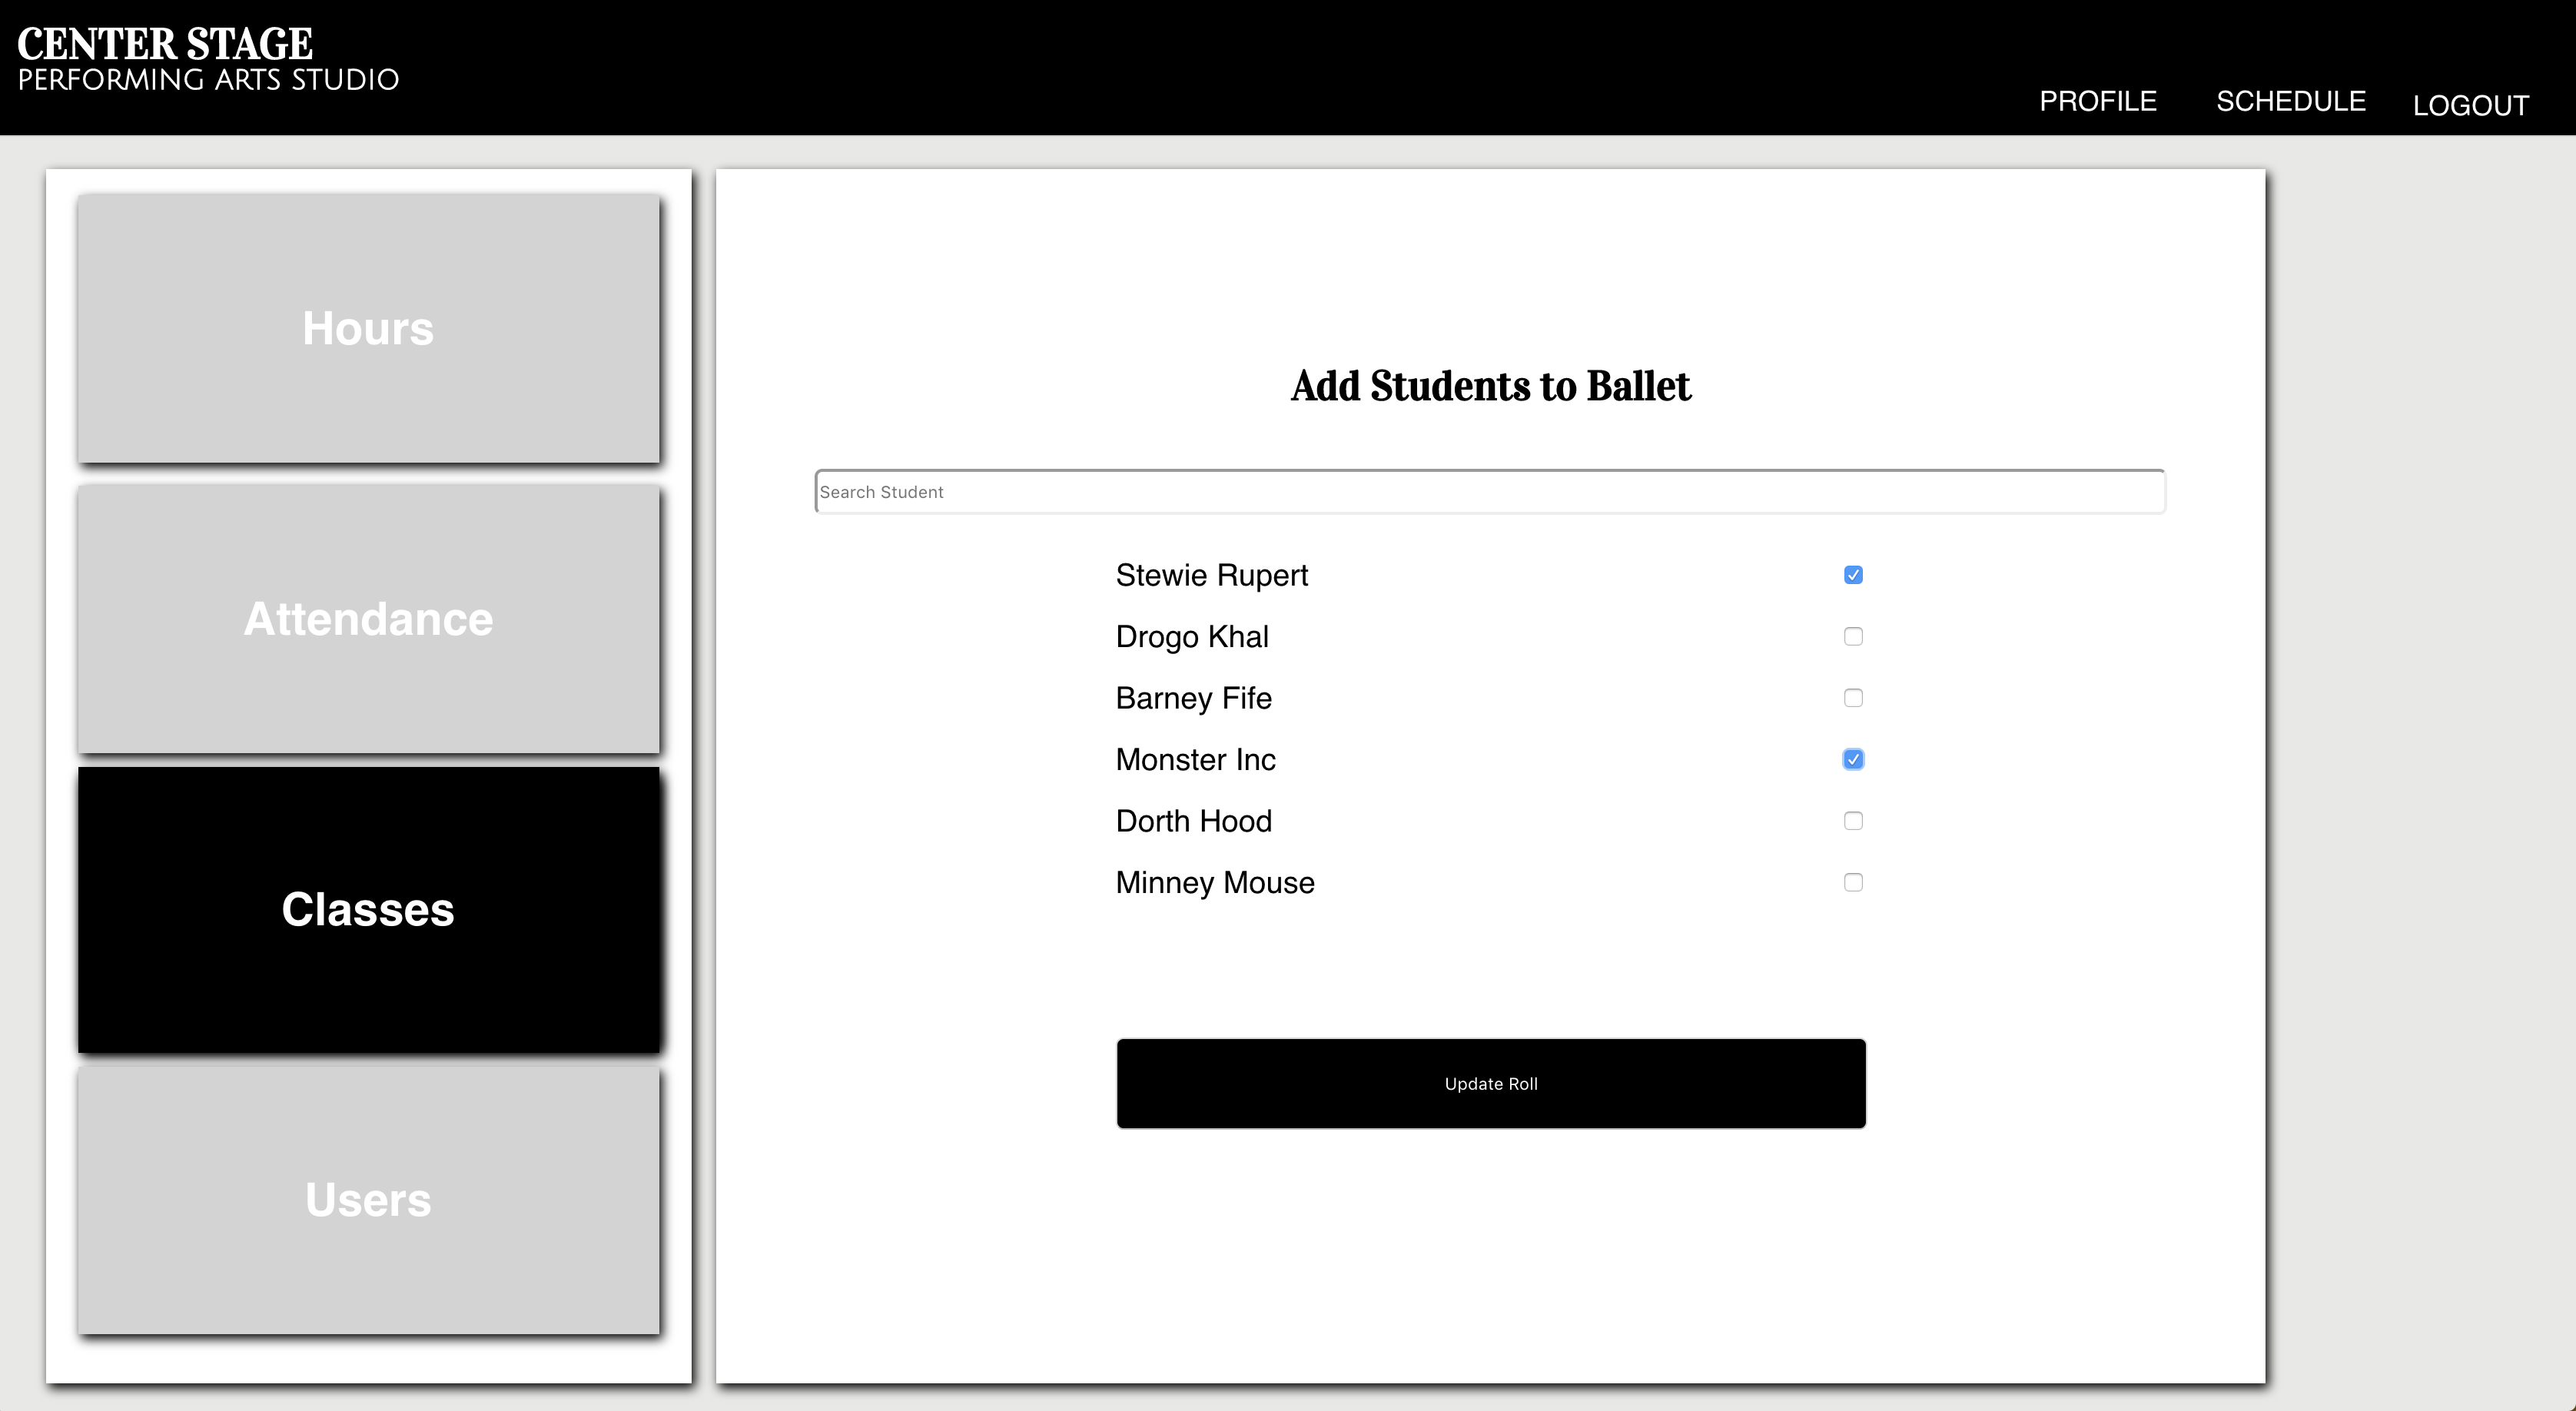 CENTER STAGE
PERFORMING ARTS STUDIO
PROFILE SCHEDULE LOGOUT
Hours
Attendance
Classes
Users
Add Students to Ballet
Search Student
Stewie Rupert
Drogo Khal
Barney Fife
Monster Inc
Dorth Hood
Minney Mouse
Update Roll